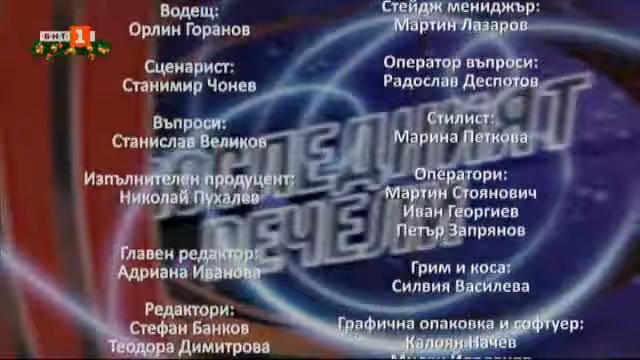 БНТ 1
Водещ:
Орлин Горанов
Сценарист:
Станимир Чонев
Въпроси:
Станислав Великов
Изпълнителен продуцент:
Николай Пухалев
Главен редактор:
Адриана Иванова
Редактори:
Стефан Банков
Теодора Димитрова
Стейдж мениджър:
Мартин Лазаров
Оператор въпроси:
Радослав Деспотов
Стилист:
Марина Петкова
Оператори:
Мартин Стоянович
Иван Георгиев
Петър Запрянов
Грим и коса:
Силвия Василева
Графична опаковка и софтуер:
Калоян Начев
ПОСЛЕДНИЯТ
ПЕЧЕЛИ